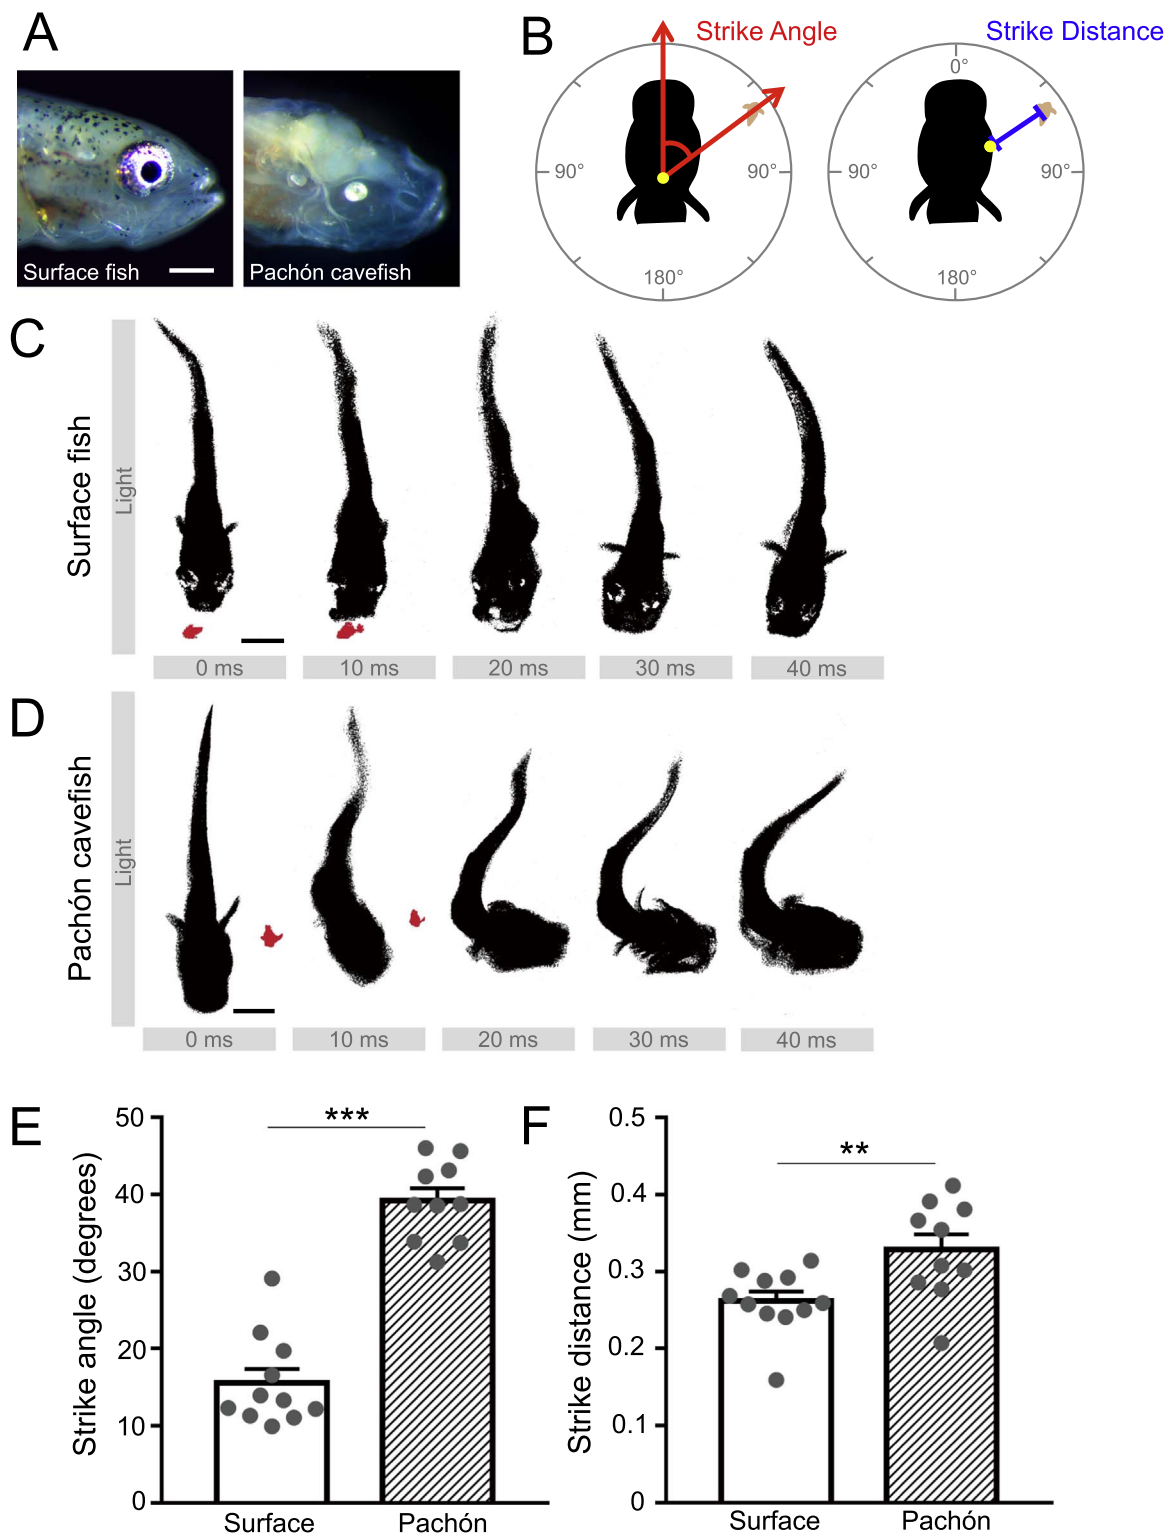 A
Surface fish
Pachón cavefish
B
Strike Angle
90°
90°
180°
Strike Distance
0°
90°
90°
180°
C
Surface fish
Light
0 ms
10 ms
20 ms
30 ms
40 ms
D
Pachón cavefish
Light
0 ms
10 ms
20 ms
30 ms
40 ms
E
Strike angle (degrees)
50
40
30
20
10
0
***
Surface
Pachón
F
Strike distance (mm)
0.5
0.4
0.3
0.2
0.1
0
**
Surface
Pachón